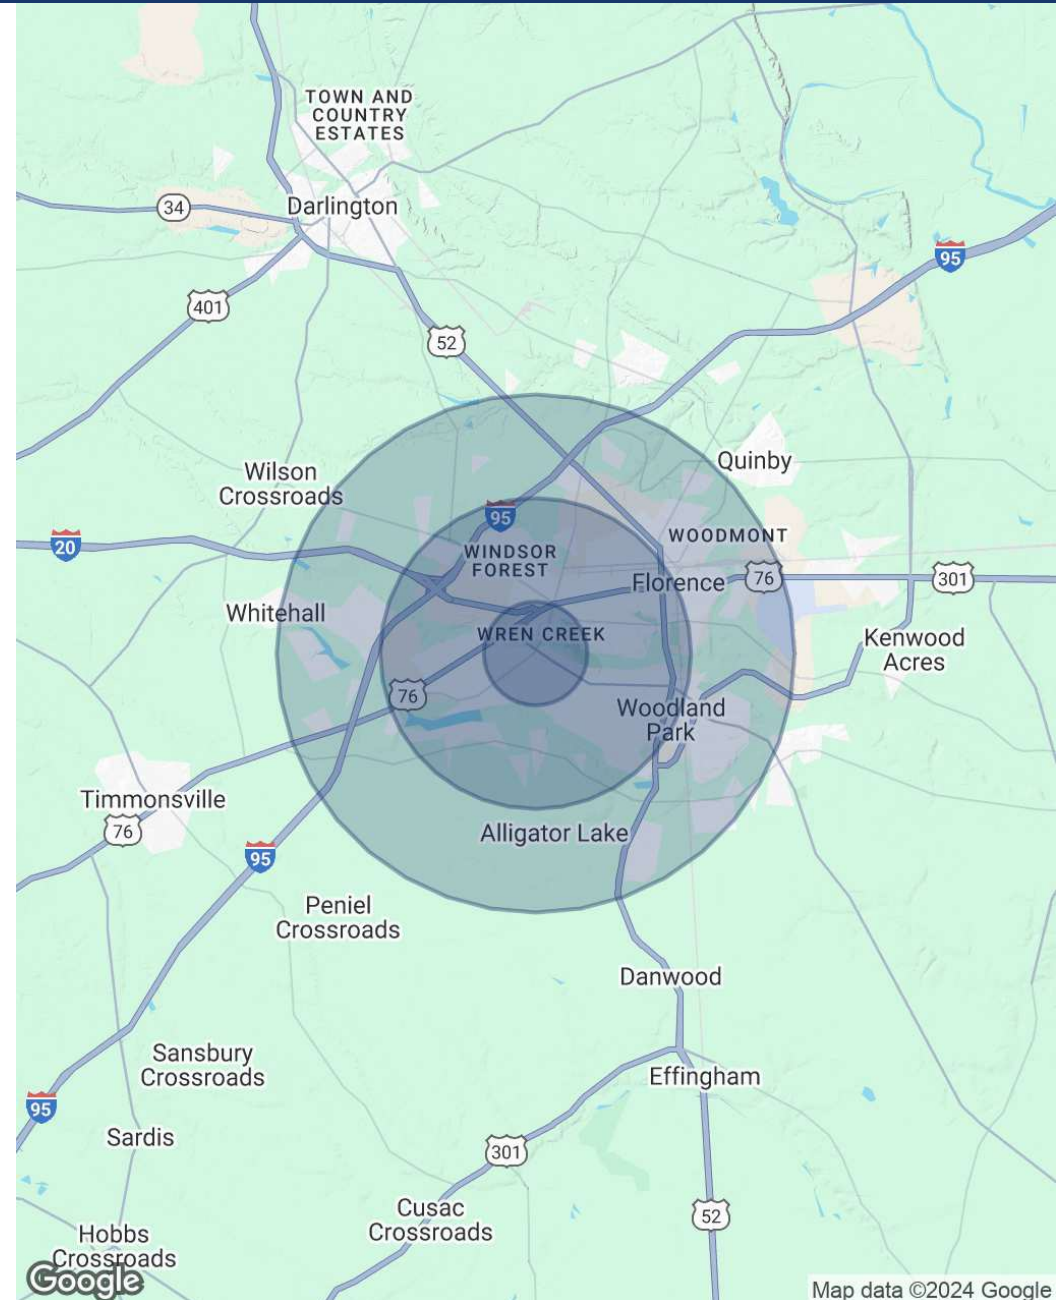 TOWN AND
COUNTRY
ESTATES
34
Darlington
95
401
52
Quinby
Wilson
Crossroads
95
WOODMONT
20
WINDSOR
FOREST
Florence
76
301
Whitehall
WREN CREEK
Kenwood
Acres
76
Woodland
Park
Timmonsville
76
Alligator Lake
95
Peniel
Crossroads
Danwood
Sansbury
Crossroads
Effingham
95
Sardis
301
Cusac
Crossroads
52
Hobbs
Crossroads
Google
Map data ©2024 Google